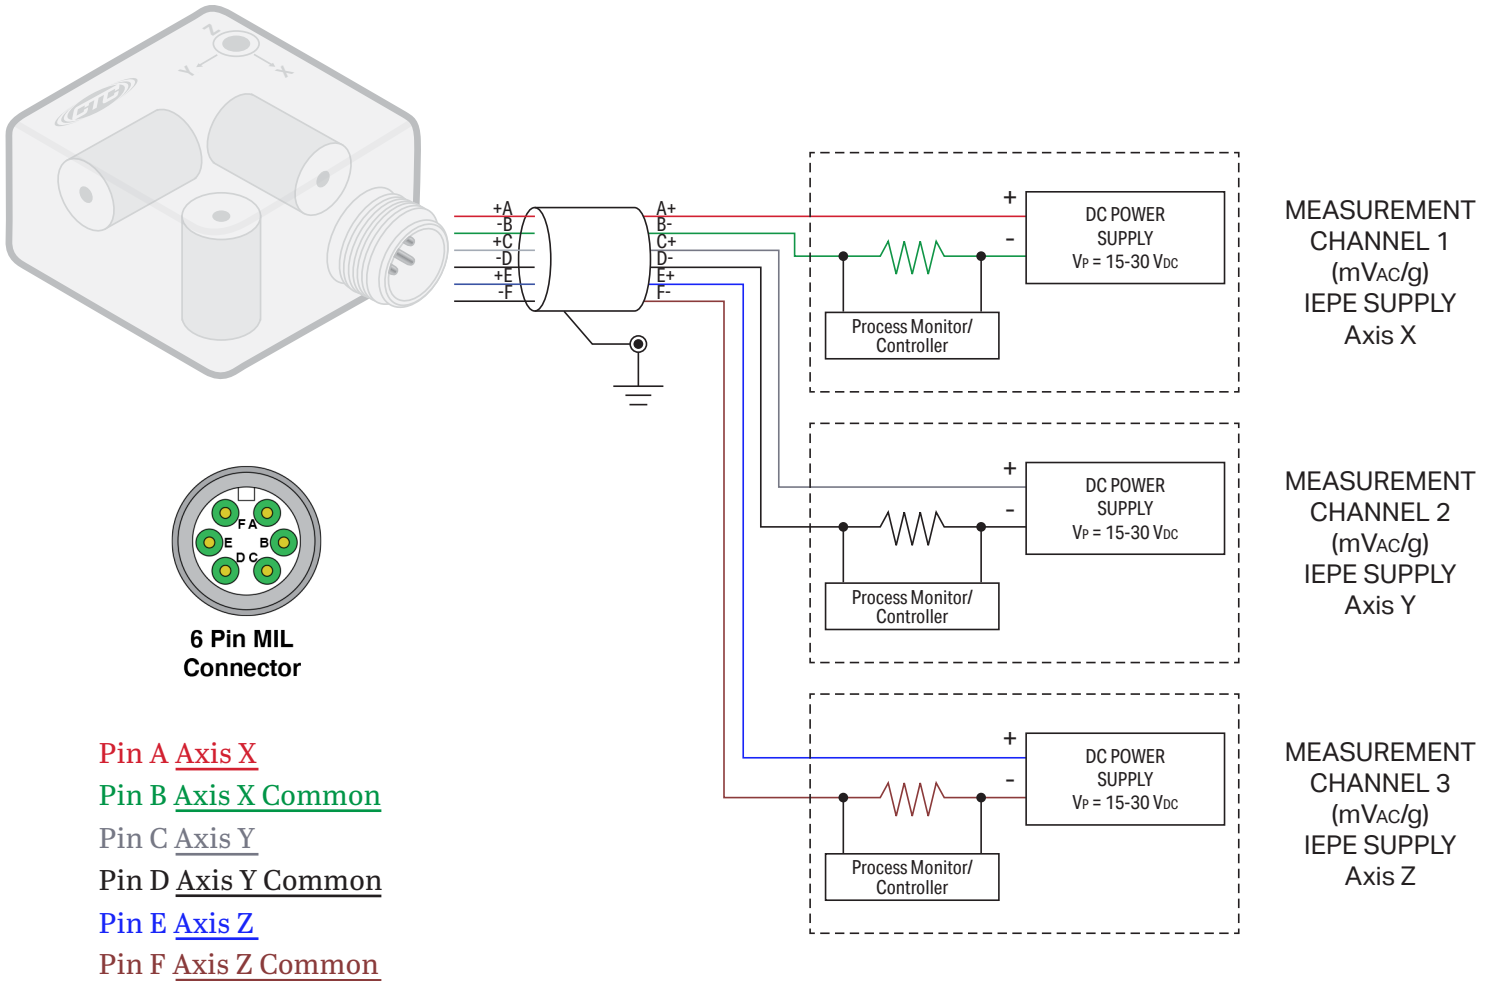 Z
Y
X
CTC
+A
-B
+C
-D
+E
-F
A+
B-
C+
D-
E+
F-
+
-
DC POWER
SUPPLY
VP = 15-30 VDC
Process Monitor/
Controller
MEASUREMENT
CHANNEL 1
(mVAC/g)
IEPE SUPPLY
Axis X
+
-
DC POWER
SUPPLY
VP = 15-30 VDC
Process Monitor/
Controller
MEASUREMENT
CHANNEL 2
(mVAC/g)
IEPE SUPPLY
Axis Y
+
-
DC POWER
SUPPLY
VP = 15-30 VDC
Process Monitor/
Controller
MEASUREMENT
CHANNEL 3
(mVAC/g)
IEPE SUPPLY
Axis Z
F A
E B
D C
6 Pin MIL
Connector
Pin A Axis X
Pin B Axis X Common
Pin C Axis Y
Pin D Axis Y Common
Pin E Axis Z
Pin F Axis Z Common